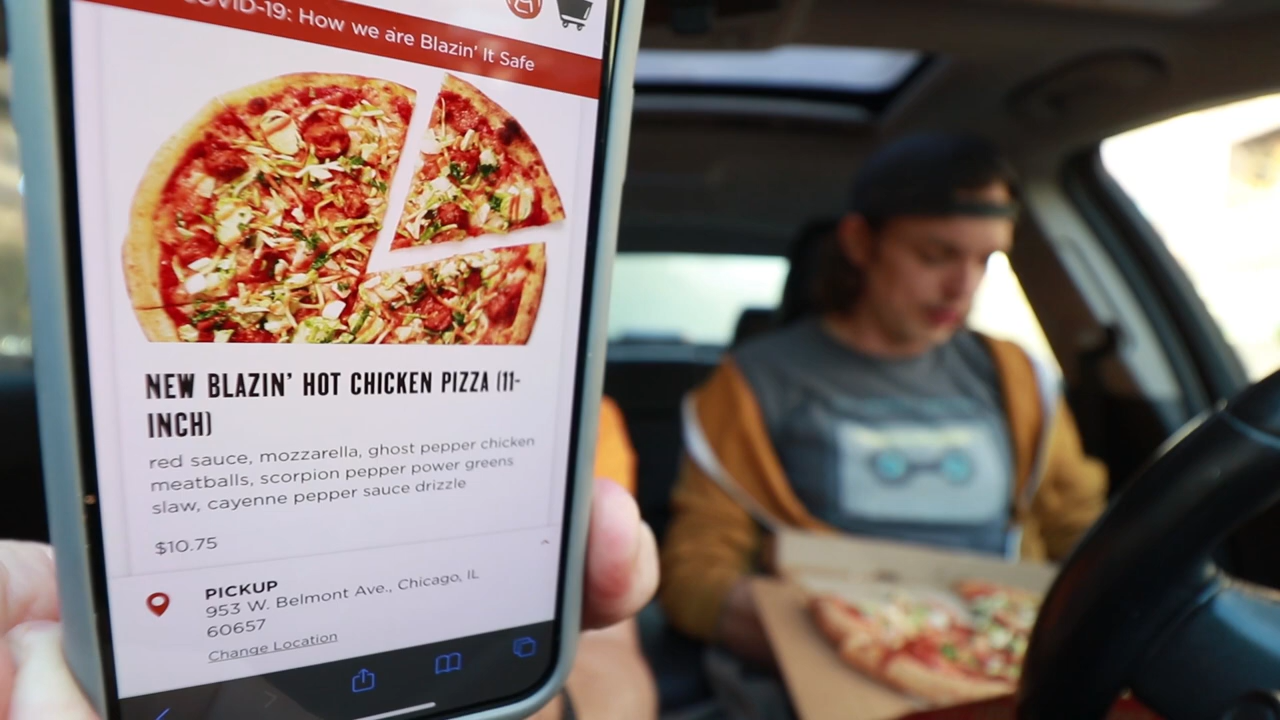 OVID-19: How we are Blazin' It Safe
NEW BLAZIN' HOT CHICKEN PIZZA (11-
INCH)
red sauce, mozzarella, ghost pepper chicken
meatballs, scorpion pepper power greens
slaw, cayenne pepper sauce drizzle
$10.75
PICKUP
953 W. Belmont Ave., Chicago, IL
60657
Change Location